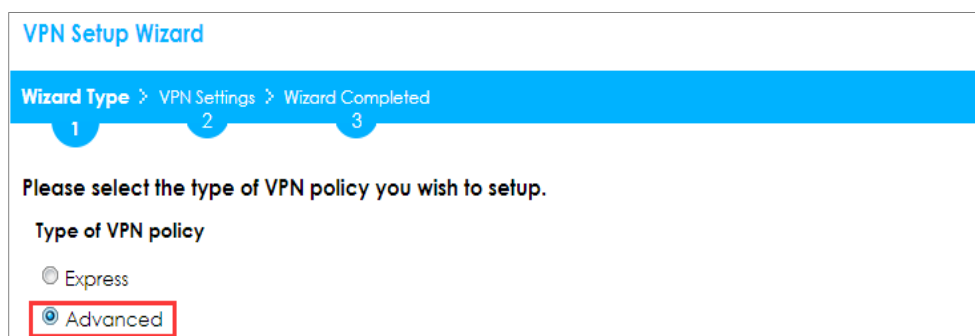 VPN Setup Wizard
Wizard Type > VPN Settings > Wizard Completed
1 2 3
Please select the type of VPN policy you wish to setup.
Type of VPN policy
Express
Advanced